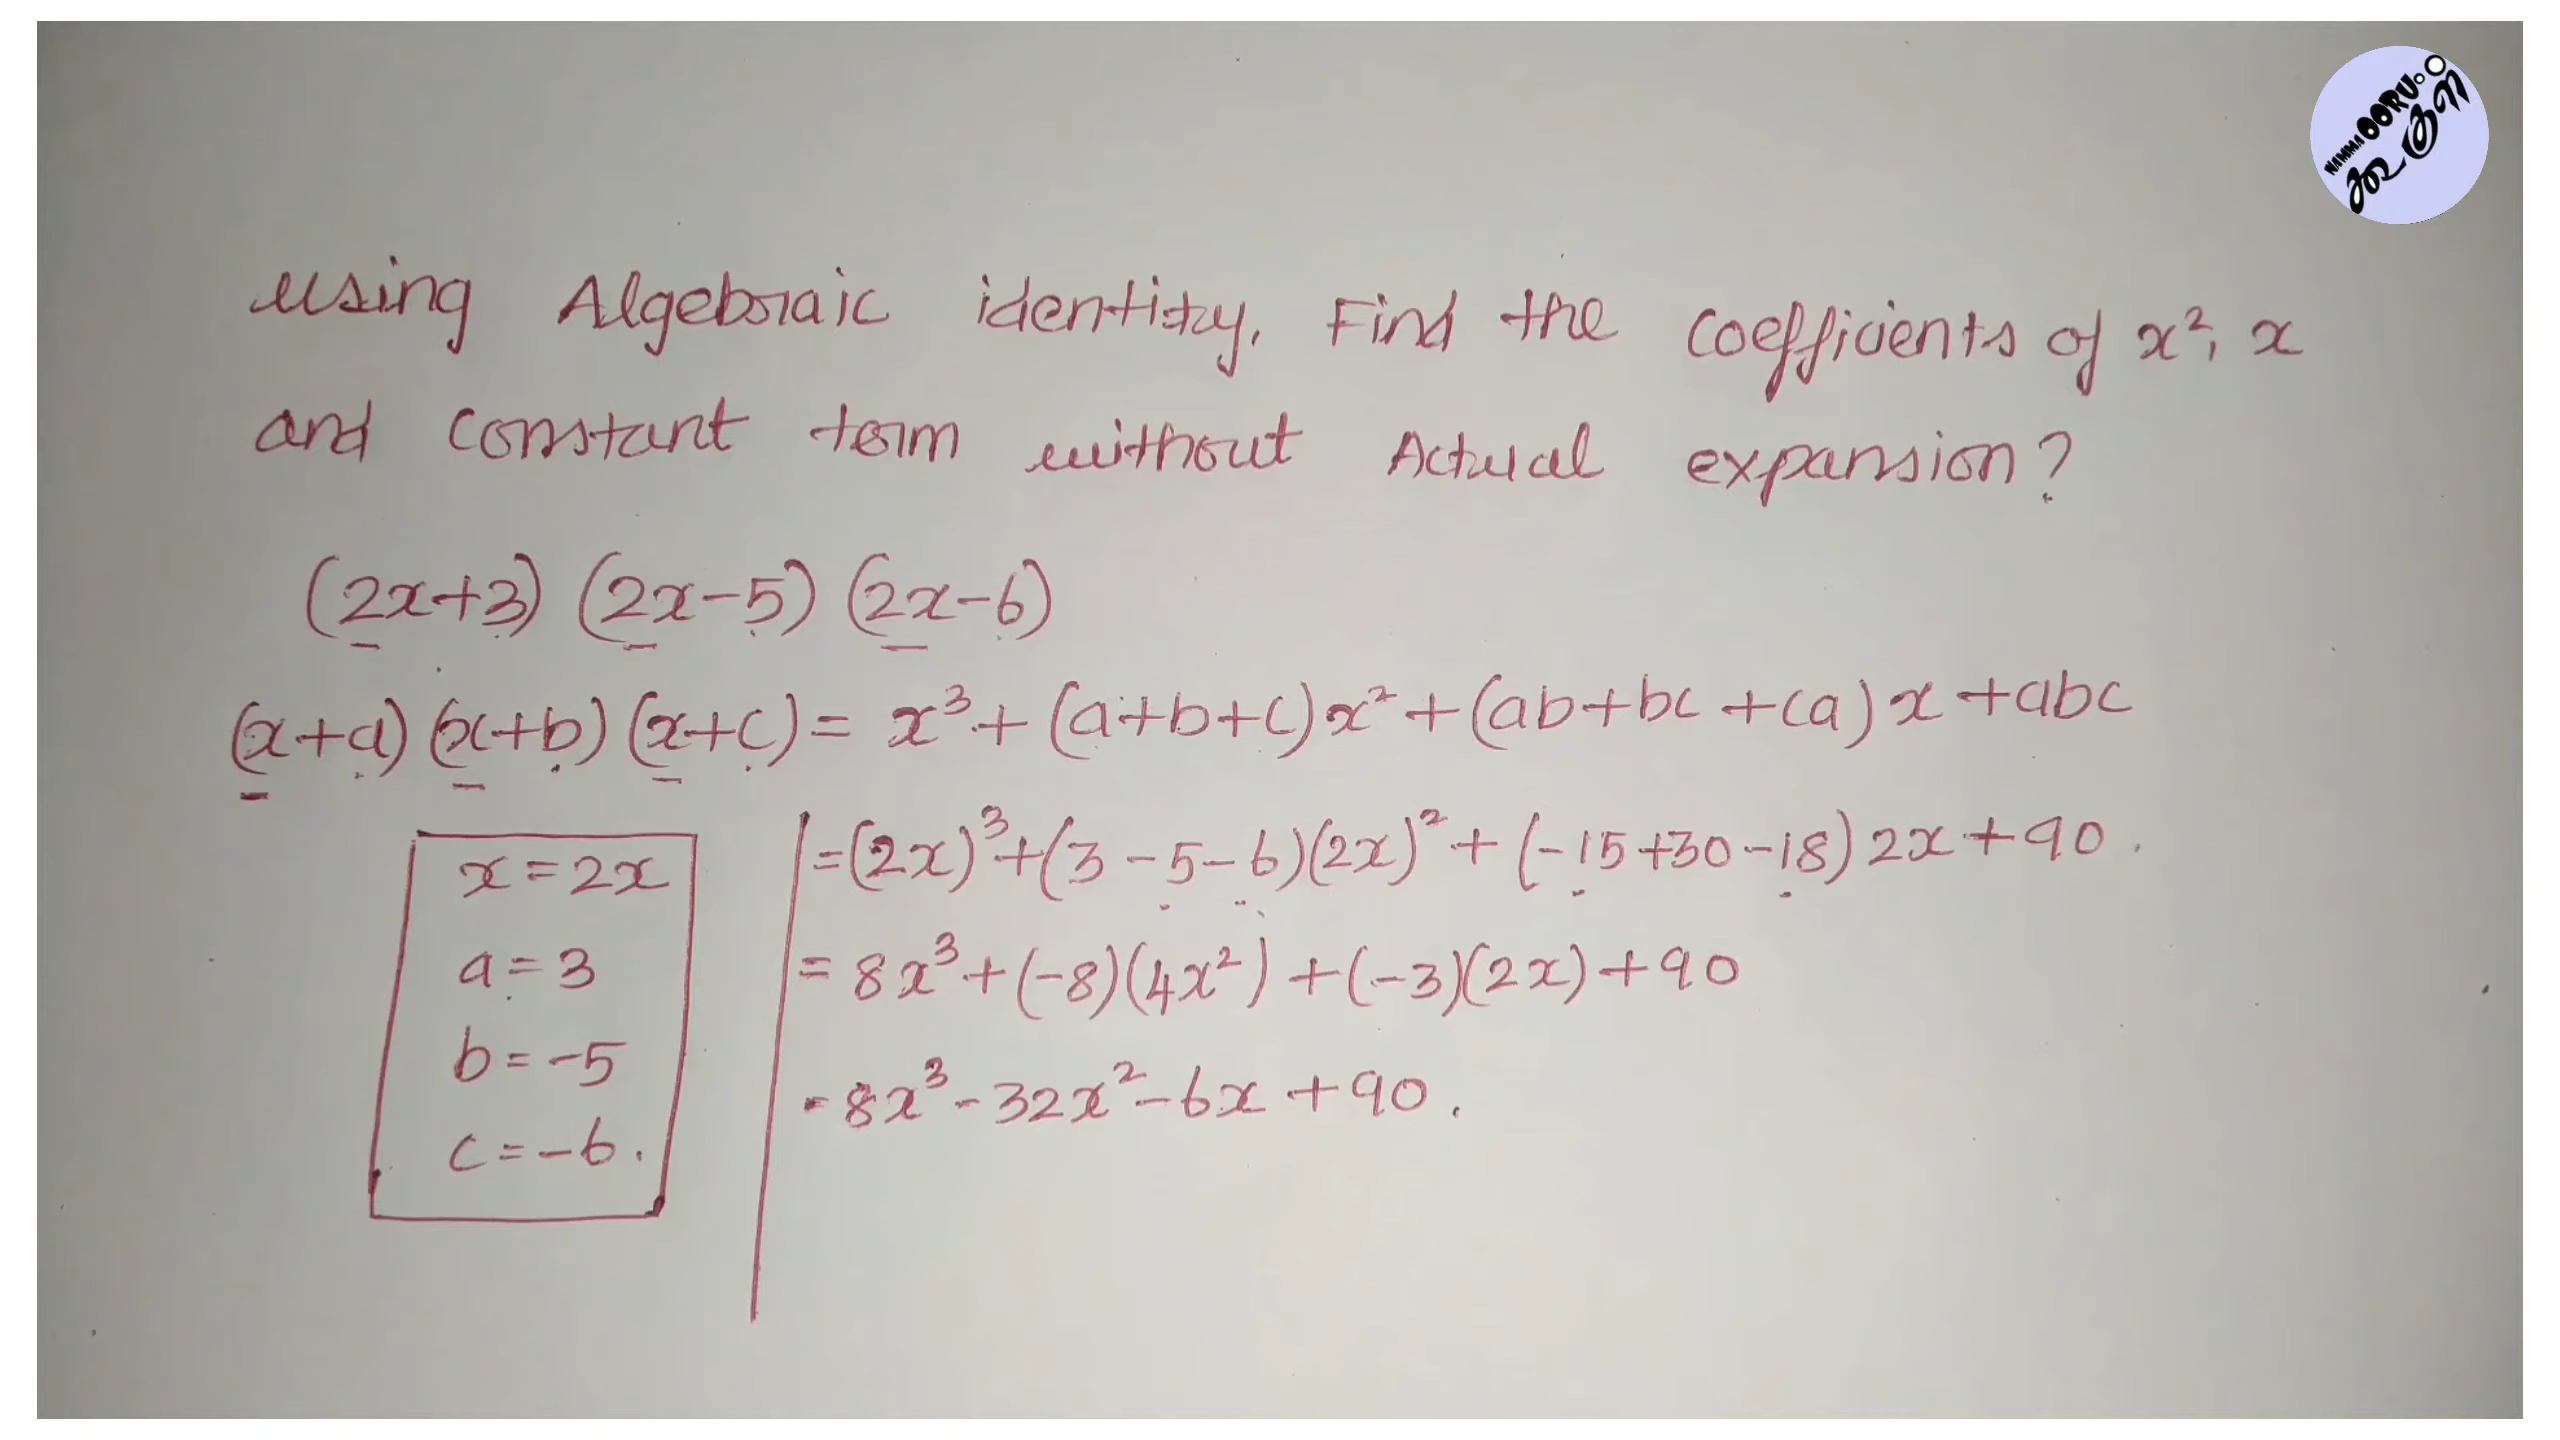 NAMMA OORU
using Algebraic identity, Find the coefficients of x², x
and constant term without Actual expansion?
(2x+3) (2x-5) (2x-6)
(x+a) (x+b) (x+c) = x³ + (a+b+c)x² + (ab+bc+ca)x + abc
x = 2x
a = 3
b = -5
c = -6.
= (2x)³ + (3-5-6)(2x)² + (-15+30-18) 2x + 90.
= 8x³ + (-8)(4x²) + (-3)(2x) + 90
= 8x³ - 32x² - 6x + 90.